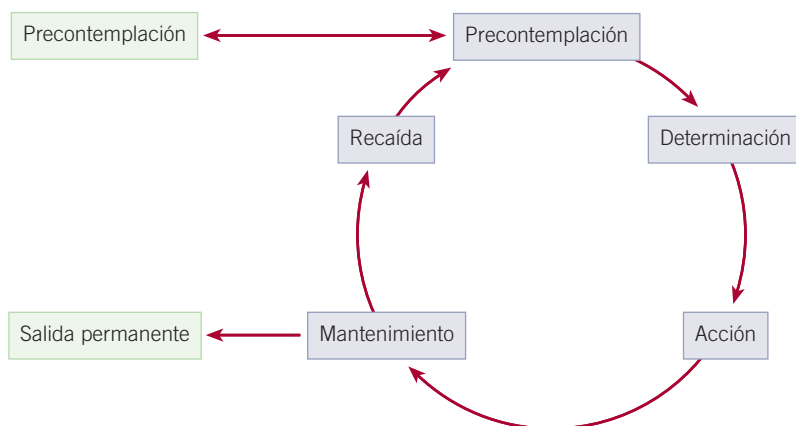 Precontemplación
Precontemplación
Recaída
Determinación
Salida permanente
Mantenimiento
Acción